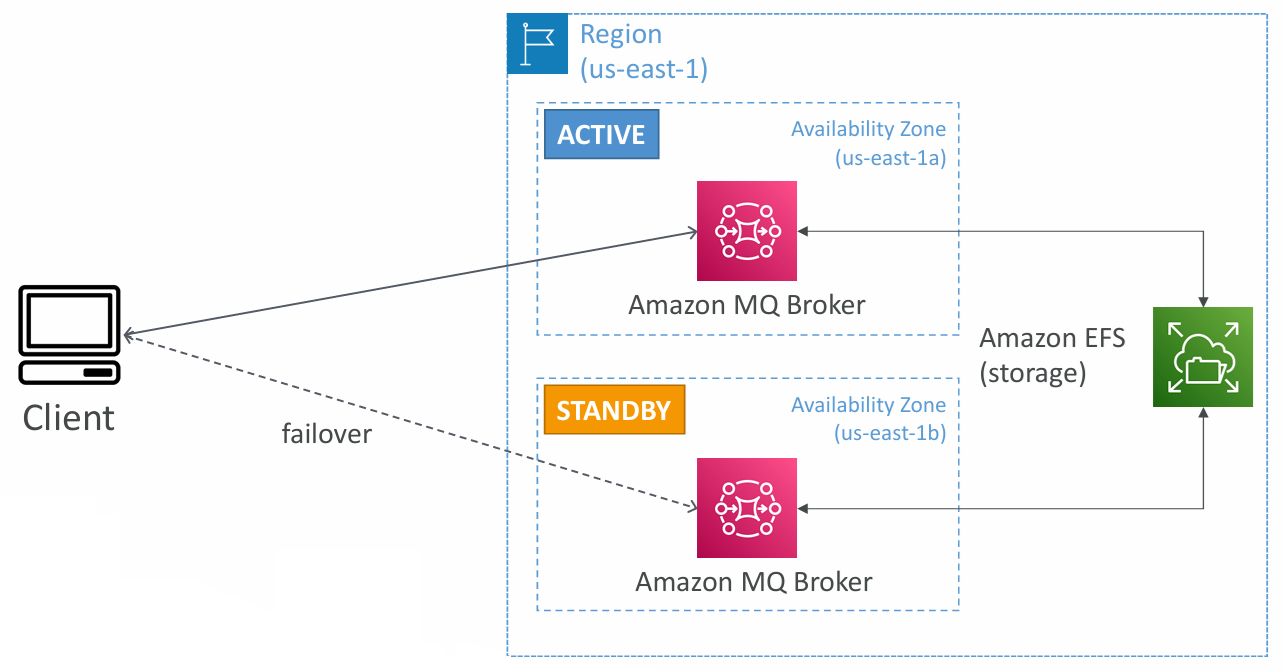 Region
(us-east-1)
ACTIVE
Availability Zone
(us-east-1a)
Amazon MQ Broker
Client
failover
Amazon EFS
(storage)
STANDBY
Availability Zone
(us-east-1b)
Amazon MQ Broker